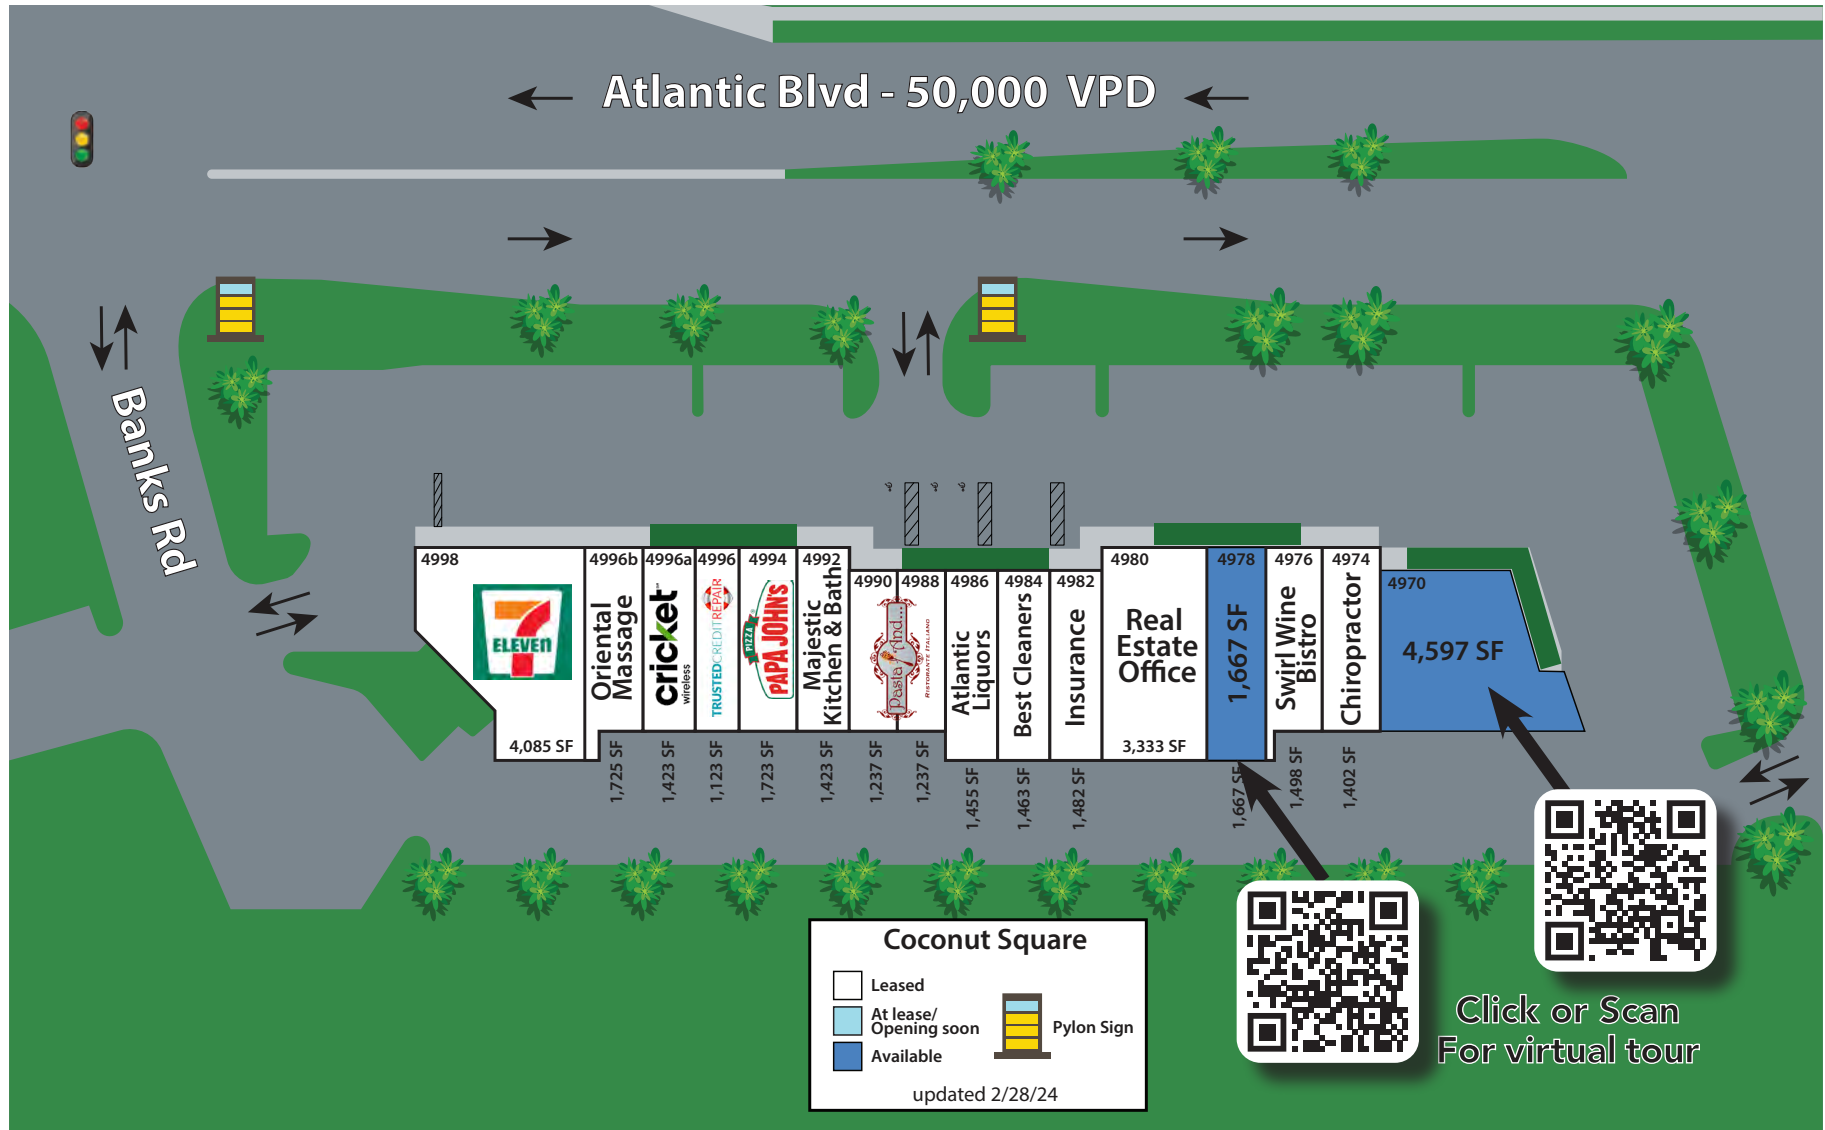 Atlantic Blvd - 50,000 VPD
Banks Rd
4998
ELEVEN
4,085 SF
4996b
Oriental
Massage
1,725 SF
4996a
cricket
wireless
1,423 SF
4996
TRUSTEDCREDITREPAIR
1,123 SF
4994
PIZZA
PAPA JOHN'S
1,723 SF
4992
Majestic
Kitchen & Bath
1,423 SF
4990
1,237 SF
4988
Pasta And...
RISTORANTE ITALIANO
1,237 SF
4986
Atlantic
Liquors
1,455 SF
4984
Best Cleaners
1,463 SF
4982
Insurance
1,482 SF
4980
Real
Estate
Office
3,333 SF
4978
1,667 SF
1,667 SF
4976
Swirl Wine
Bistro
1,498 SF
4974
Chiropractor
1,402 SF
4970
4,597 SF
Coconut Square
Leased
At lease/
Opening soon
Available
Pylon Sign
updated 2/28/24
Click or Scan
For virtual tour